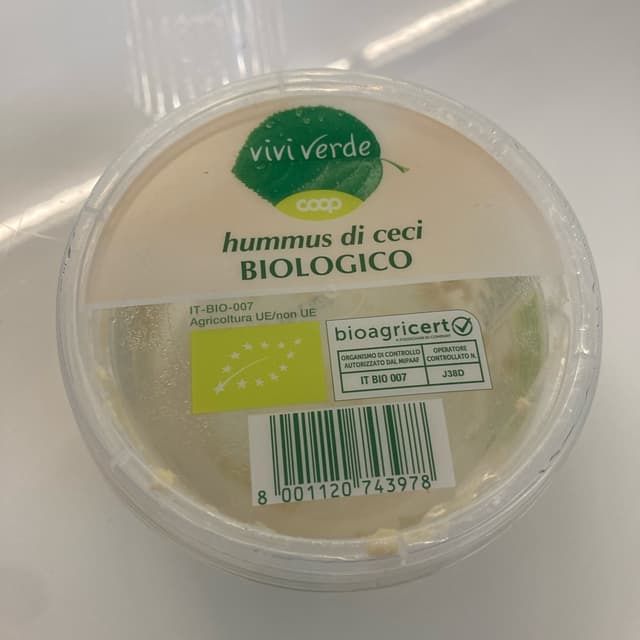 vivi verde
coop
hummus di ceci
BIOLOGICO
IT-BIO-007
Agricoltura UE/non UE
bioagricert
ORGANISMO DI CONTROLLO
AUTORIZZATO DAL MIPAAF
IT BIO 007
OPERATORE
CONTROLLATO N.
J38D
8 001120 743978